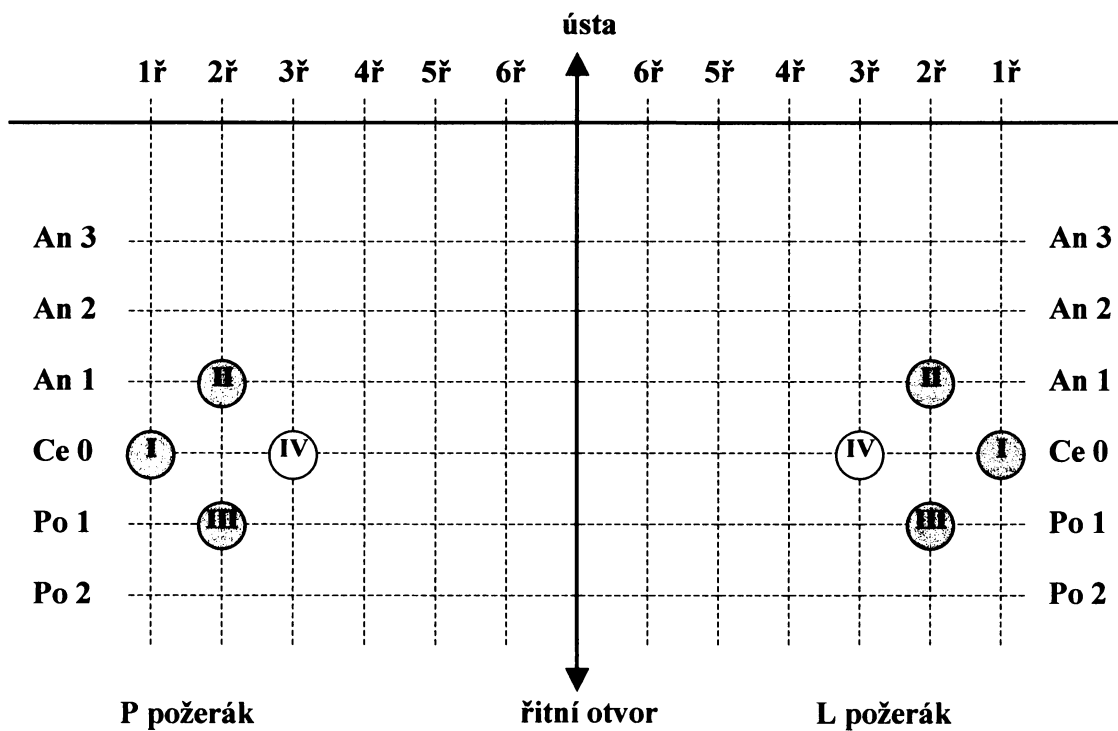 ústa
1ř 2ř 3ř 4ř 5ř 6ř 6ř 5ř 4ř 3ř 2ř 1ř
An 3 An 3
An 2 An 2
An 1 II II An 1
Ce 0 I IV IV I Ce 0
Po 1 III III Po 1
Po 2 Po 2
P požerák řitní otvor L požerák